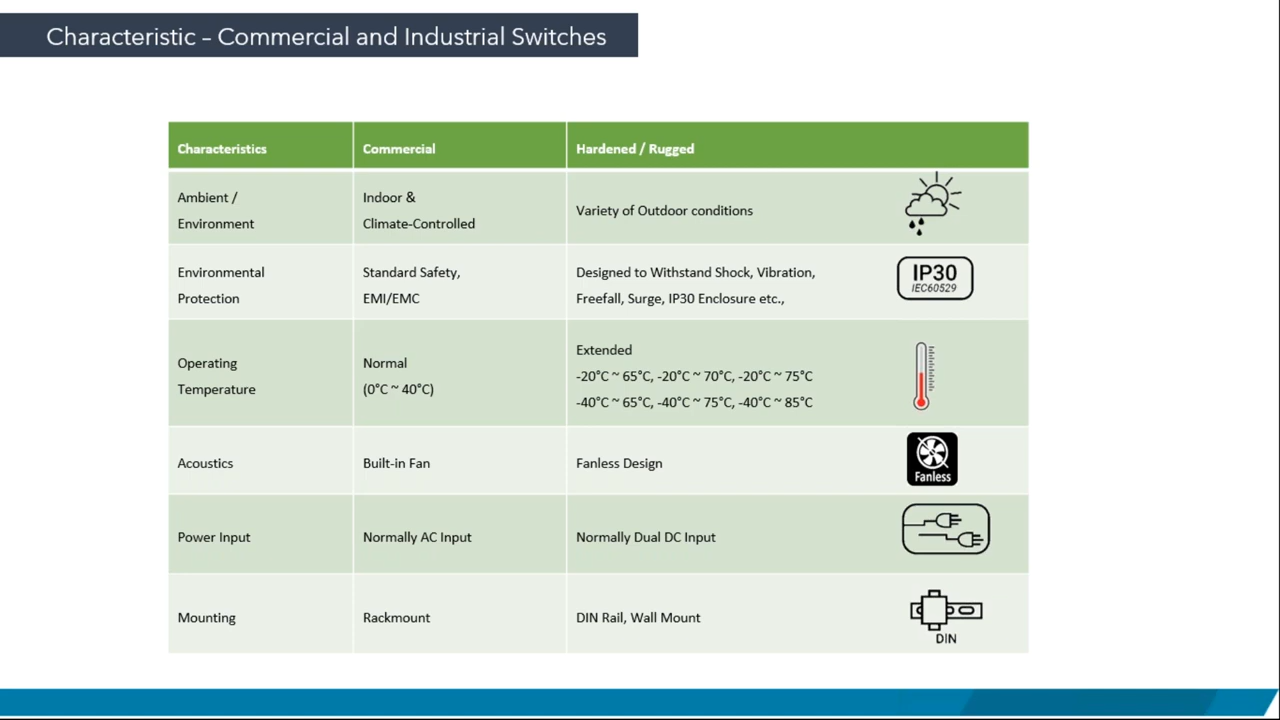 Characteristic – Commercial and Industrial Switches
Characteristics
Commercial
Hardened / Rugged
Ambient /
Environment
Indoor &
Climate-Controlled
Variety of Outdoor conditions
Environmental
Protection
Standard Safety,
EMI/EMC
Designed to Withstand Shock, Vibration,
Freefall, Surge, IP30 Enclosure etc.,
IP30
IEC60529
Operating
Temperature
Normal
(0°C ~ 40°C)
Extended
-20°C ~ 65°C, -20°C ~ 70°C, -20°C ~ 75°C
-40°C ~ 65°C, -40°C ~ 75°C, -40°C ~ 85°C
Acoustics
Built-in Fan
Fanless Design
Fanless
Power Input
Normally AC Input
Normally Dual DC Input
Mounting
Rackmount
DIN Rail, Wall Mount
DIN